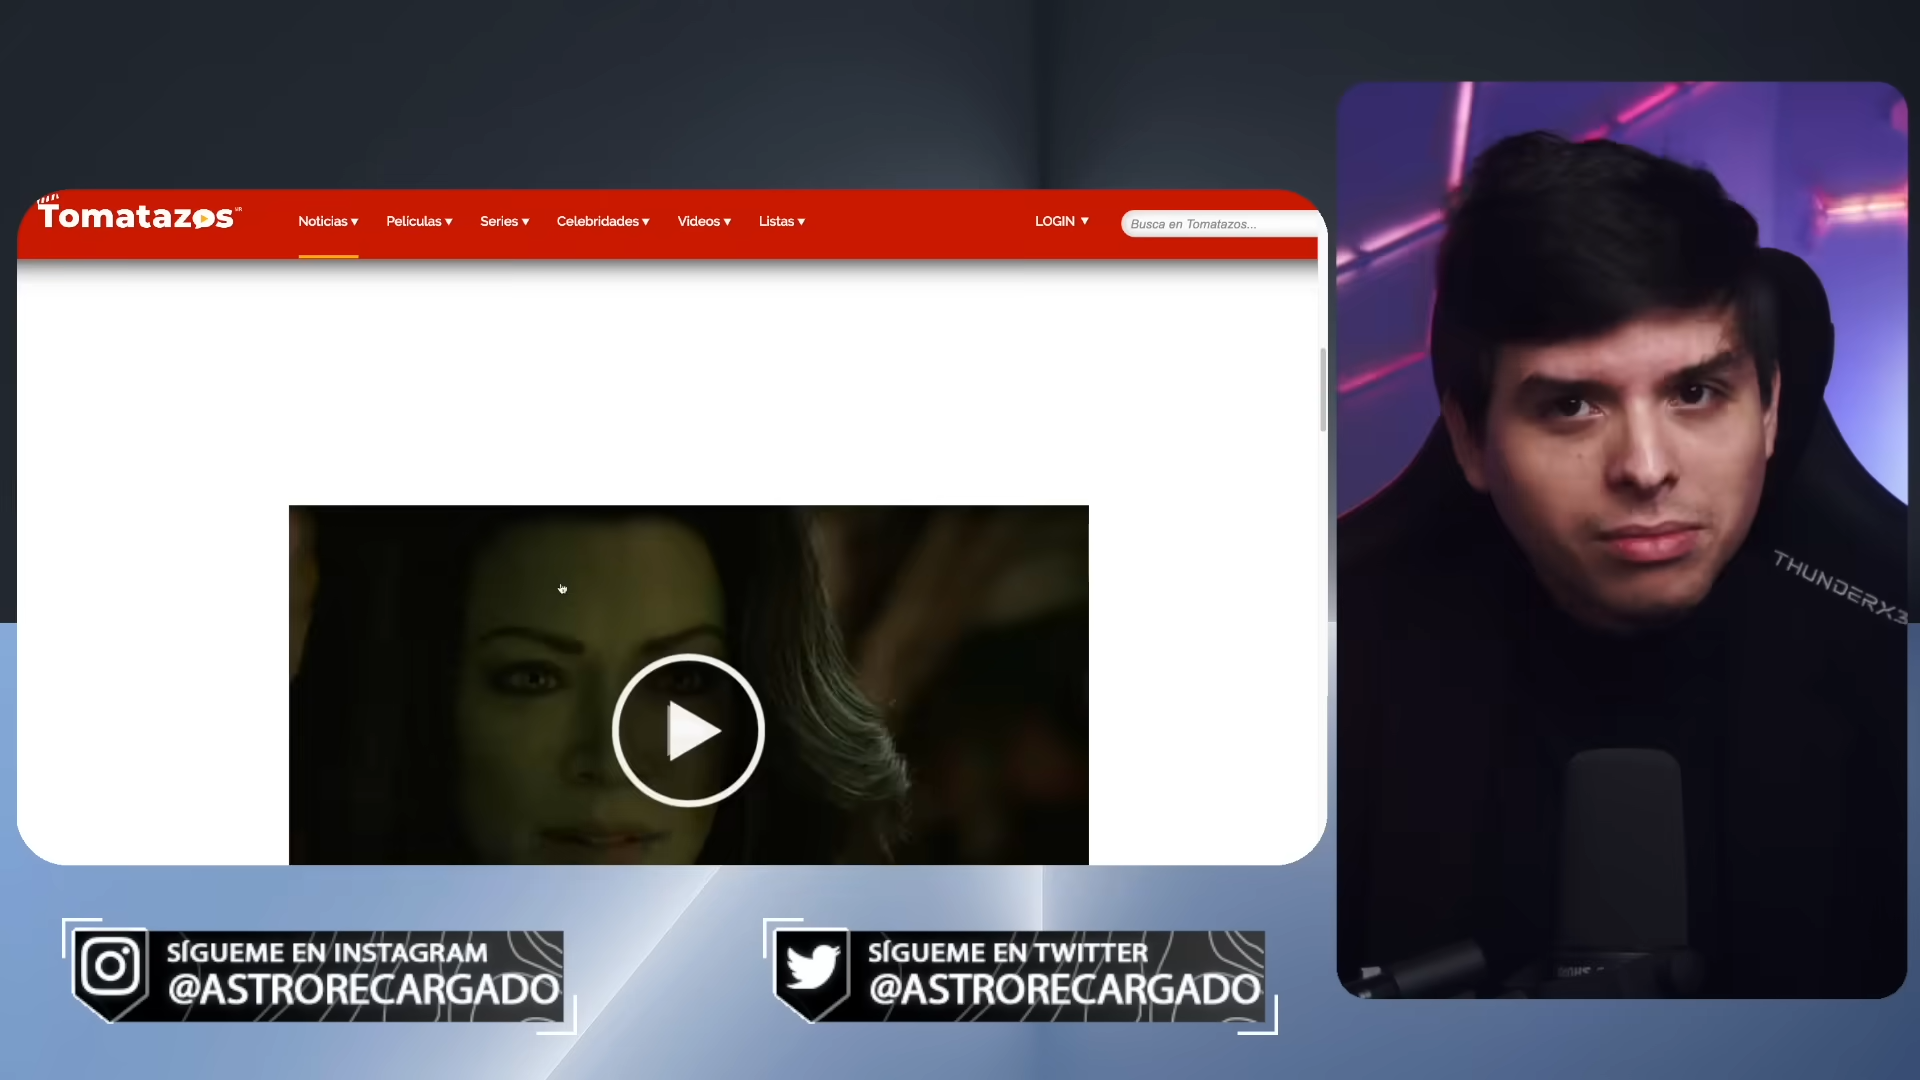 Tomatazos MR
Noticias ▾ Películas ▾ Series ▾ Celebridades ▾ Videos ▾ Listas ▾ LOGIN ▾ Busca en Tomatazos...
THUNDERX3
SÍGUEME EN INSTAGRAM
@ASTRORECARGADO
SÍGUEME EN TWITTER
@ASTRORECARGADO